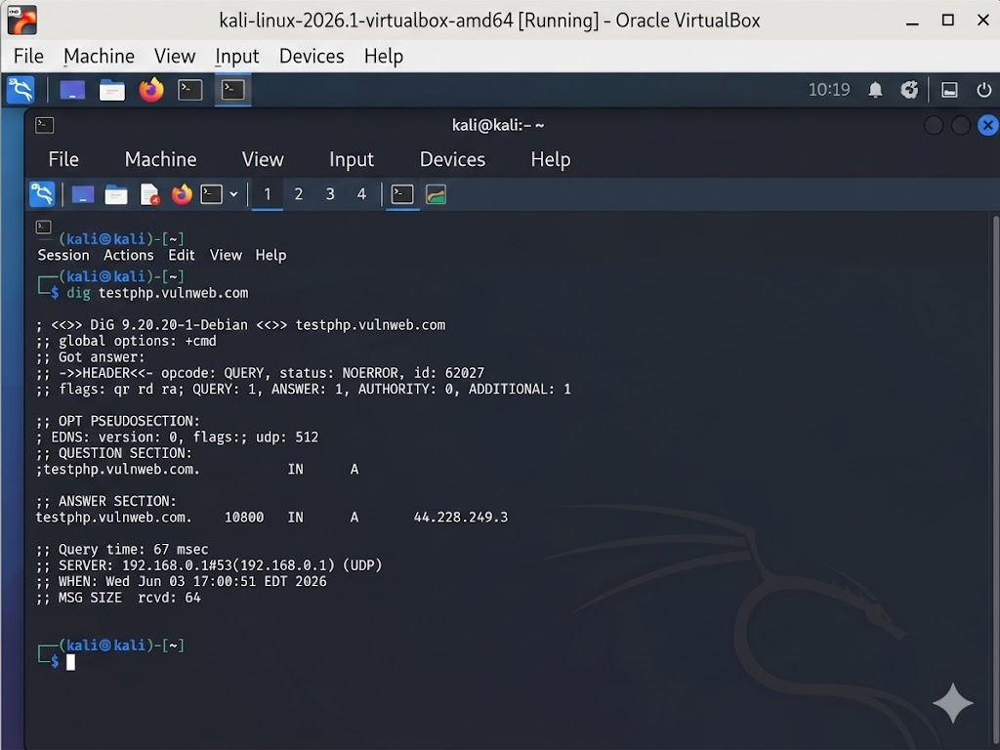 kali-linux-2026.1-virtualbox-amd64 [Running] – Oracle VirtualBox
File Machine View Input Devices Help
10:19
kali@kali:– ~
File Machine View Input Devices Help
1 2 3 4
(kali㉿kali)-[~]
Session Actions Edit View Help
┌──(kali㉿kali)-[~]
└─$ dig testphp.vulnweb.com
; <<>> DiG 9.20.20-1-Debian <<>> testphp.vulnweb.com
;; global options: +cmd
;; Got answer:
;; ->>HEADER<<- opcode: QUERY, status: NOERROR, id: 62027
;; flags: qr rd ra; QUERY: 1, ANSWER: 1, AUTHORITY: 0, ADDITIONAL: 1
;; OPT PSEUDOSECTION:
; EDNS: version: 0, flags:; udp: 512
;; QUESTION SECTION:
;testphp.vulnweb.com. IN A
;; ANSWER SECTION:
testphp.vulnweb.com. 10800 IN A 44.228.249.3
;; Query time: 67 msec
;; SERVER: 192.168.0.1#53(192.168.0.1) (UDP)
;; WHEN: Wed Jun 03 17:00:51 EDT 2026
;; MSG SIZE rcvd: 64
┌──(kali㉿kali)-[~]
└─$